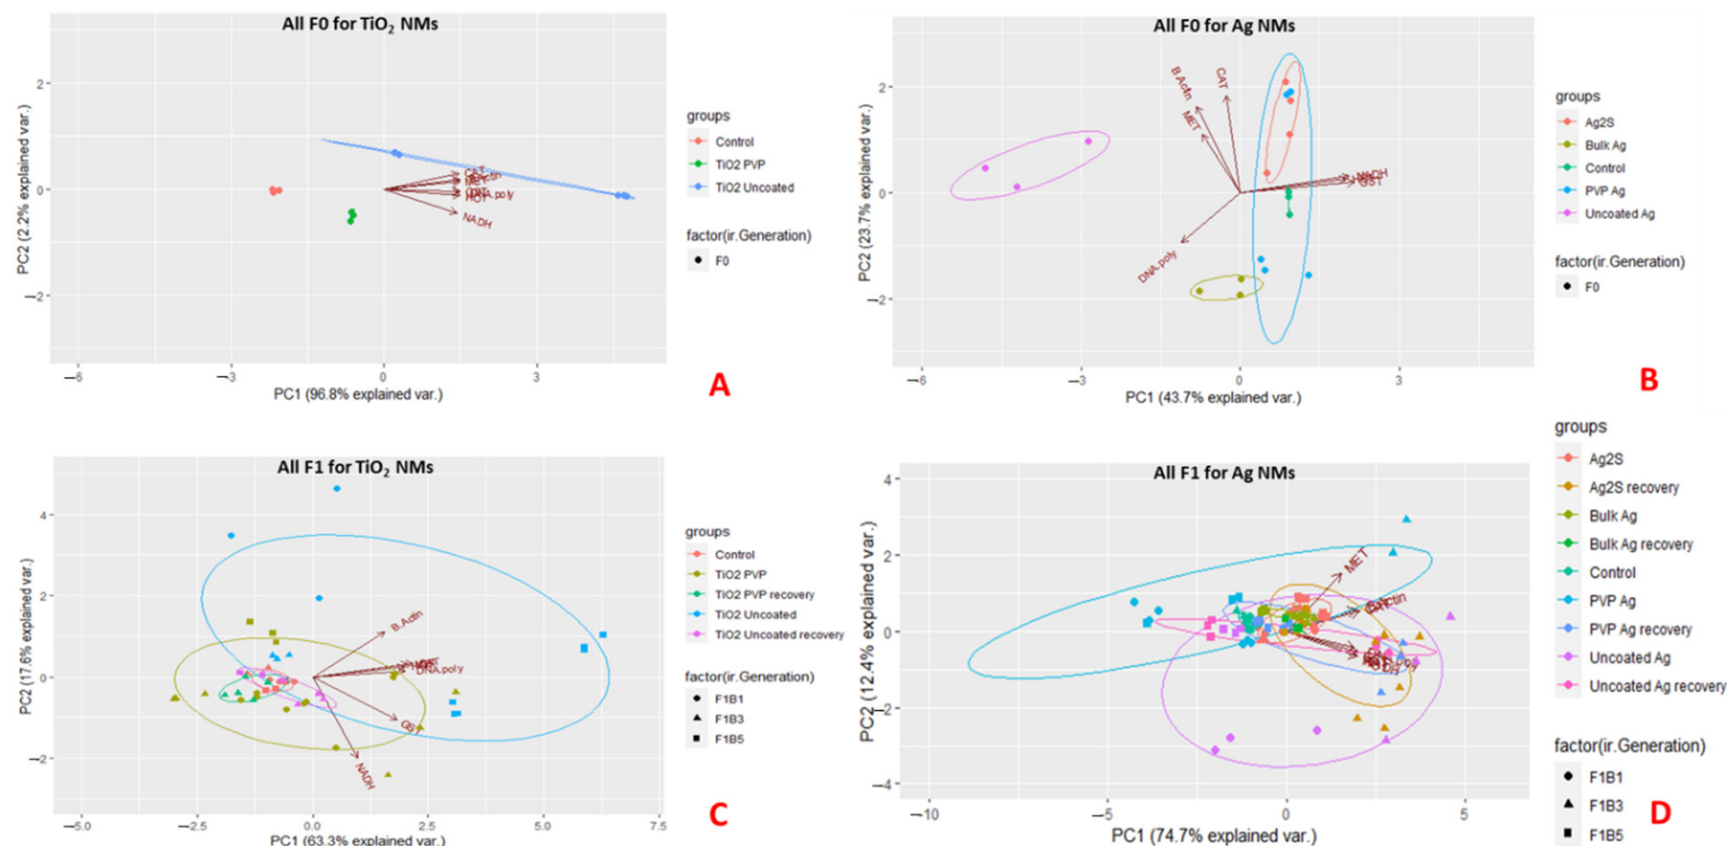 All F0 for TiO2 NMs
PC2 (2.2% explained var.)
2
0
−2
CAT
B.Actin
MET
DNA.poly
NADH
−6
−3
0
3
PC1 (96.8% explained var.)
groups
Control
TiO2 PVP
TiO2 Uncoated
factor(ir.Generation)
F0
A
All F0 for Ag NMs
PC2 (23.7% explained var.)
2
0
−2
B.Actin
CAT
MET
NADH
GST
DNA.poly
−6
−3
0
3
PC1 (43.7% explained var.)
groups
Ag2S
Bulk Ag
Control
PVP Ag
Uncoated Ag
factor(ir.Generation)
F0
B
All F1 for TiO2 NMs
PC2 (17.6% explained var.)
4
2
0
−2
B.Actin
DNA.poly
NADH
−5.0
−2.5
0.0
2.5
5.0
7.5
PC1 (63.3% explained var.)
groups
Control
TiO2 PVP
TiO2 PVP recovery
TiO2 Uncoated
TiO2 Uncoated recovery
factor(ir.Generation)
F1B1
F1B3
F1B5
C
All F1 for Ag NMs
PC2 (12.4% explained var.)
4
2
0
−2
−4
MET
−10
−5
0
5
PC1 (74.7% explained var.)
groups
Ag2S
Ag2S recovery
Bulk Ag
Bulk Ag recovery
Control
PVP Ag
PVP Ag recovery
Uncoated Ag
Uncoated Ag recovery
factor(ir.Generation)
F1B1
F1B3
F1B5
D